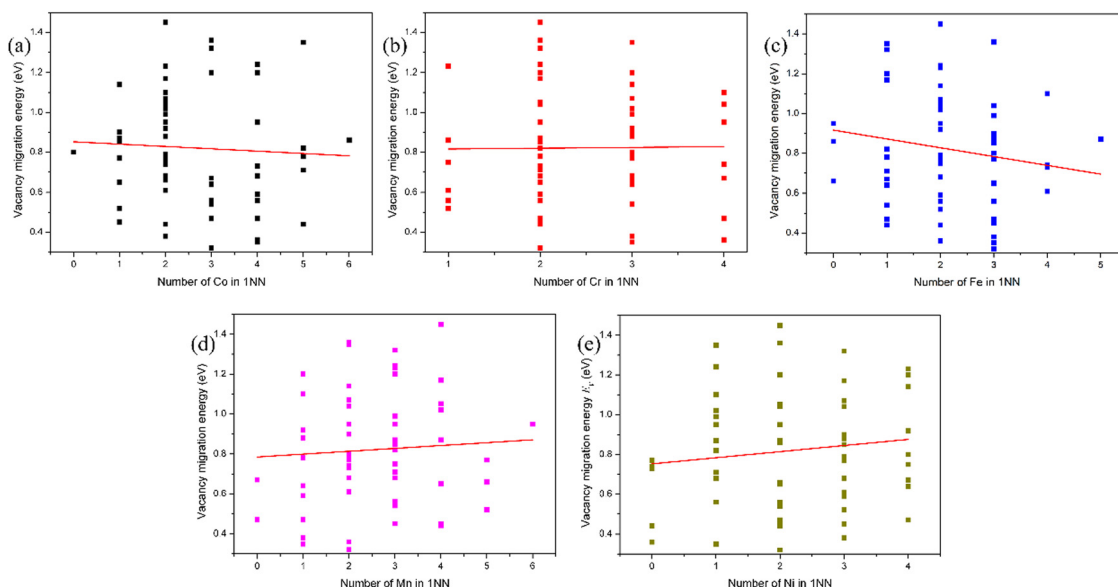 (a)
Vacancy migration energy (eV)
1.4
1.2
1.0
0.8
0.6
0.4
0 1 2 3 4 5 6
Number of Co in 1NN
(b)
Vacancy migration energy (eV)
1.4
1.2
1.0
0.8
0.6
0.4
1 2 3 4
Number of Cr in 1NN
(c)
Vacancy migration energy (eV)
1.4
1.2
1.0
0.8
0.6
0.4
0 1 2 3 4 5
Number of Fe in 1NN
(d)
Vacancy migration energy (eV)
1.4
1.2
1.0
0.8
0.6
0.4
0 1 2 3 4 5 6
Number of Mn in 1NN
(e)
Vacancy migration energy E (eV)
1.4
1.2
1.0
0.8
0.6
0.4
0 1 2 3 4
Number of Ni in 1NN